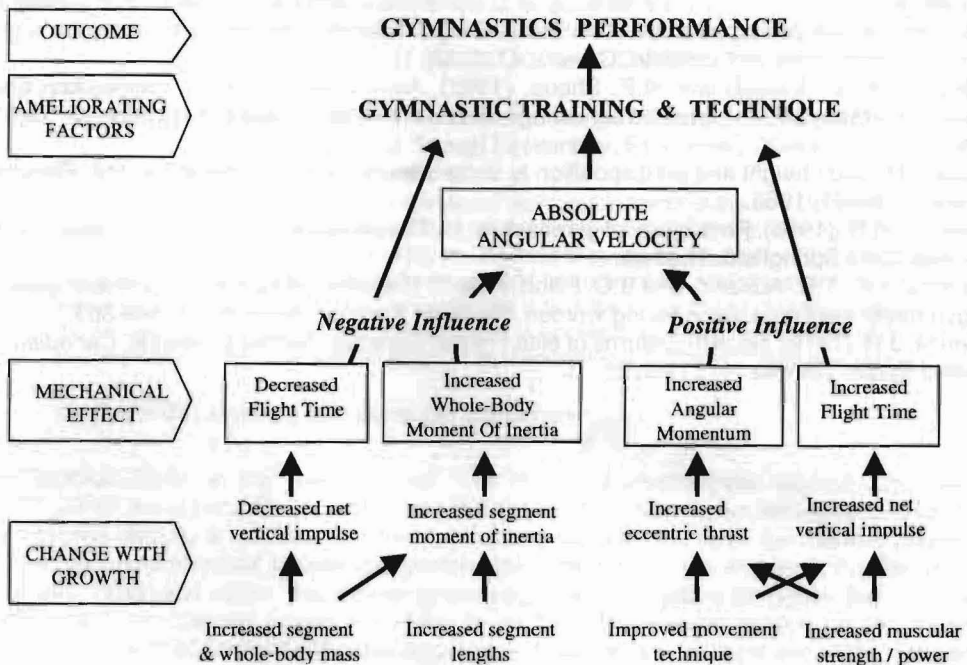 OUTCOME
GYMNASTICS PERFORMANCE
AMELIORATING
FACTORS
GYMNASTIC TRAINING & TECHNIQUE
ABSOLUTE
ANGULAR VELOCITY
Negative Influence
Positive Influence
MECHANICAL
EFFECT
Decreased
Flight Time
Increased
Whole-Body
Moment Of Inertia
Increased
Angular
Momentum
Increased
Flight Time
CHANGE WITH
GROWTH
Decreased net
vertical impulse
Increased segment
moment of inertia
Increased
eccentric thrust
Increased net
vertical impulse
Increased segment
& whole-body mass
Increased segment
lengths
Improved movement
technique
Increased muscular
strength / power